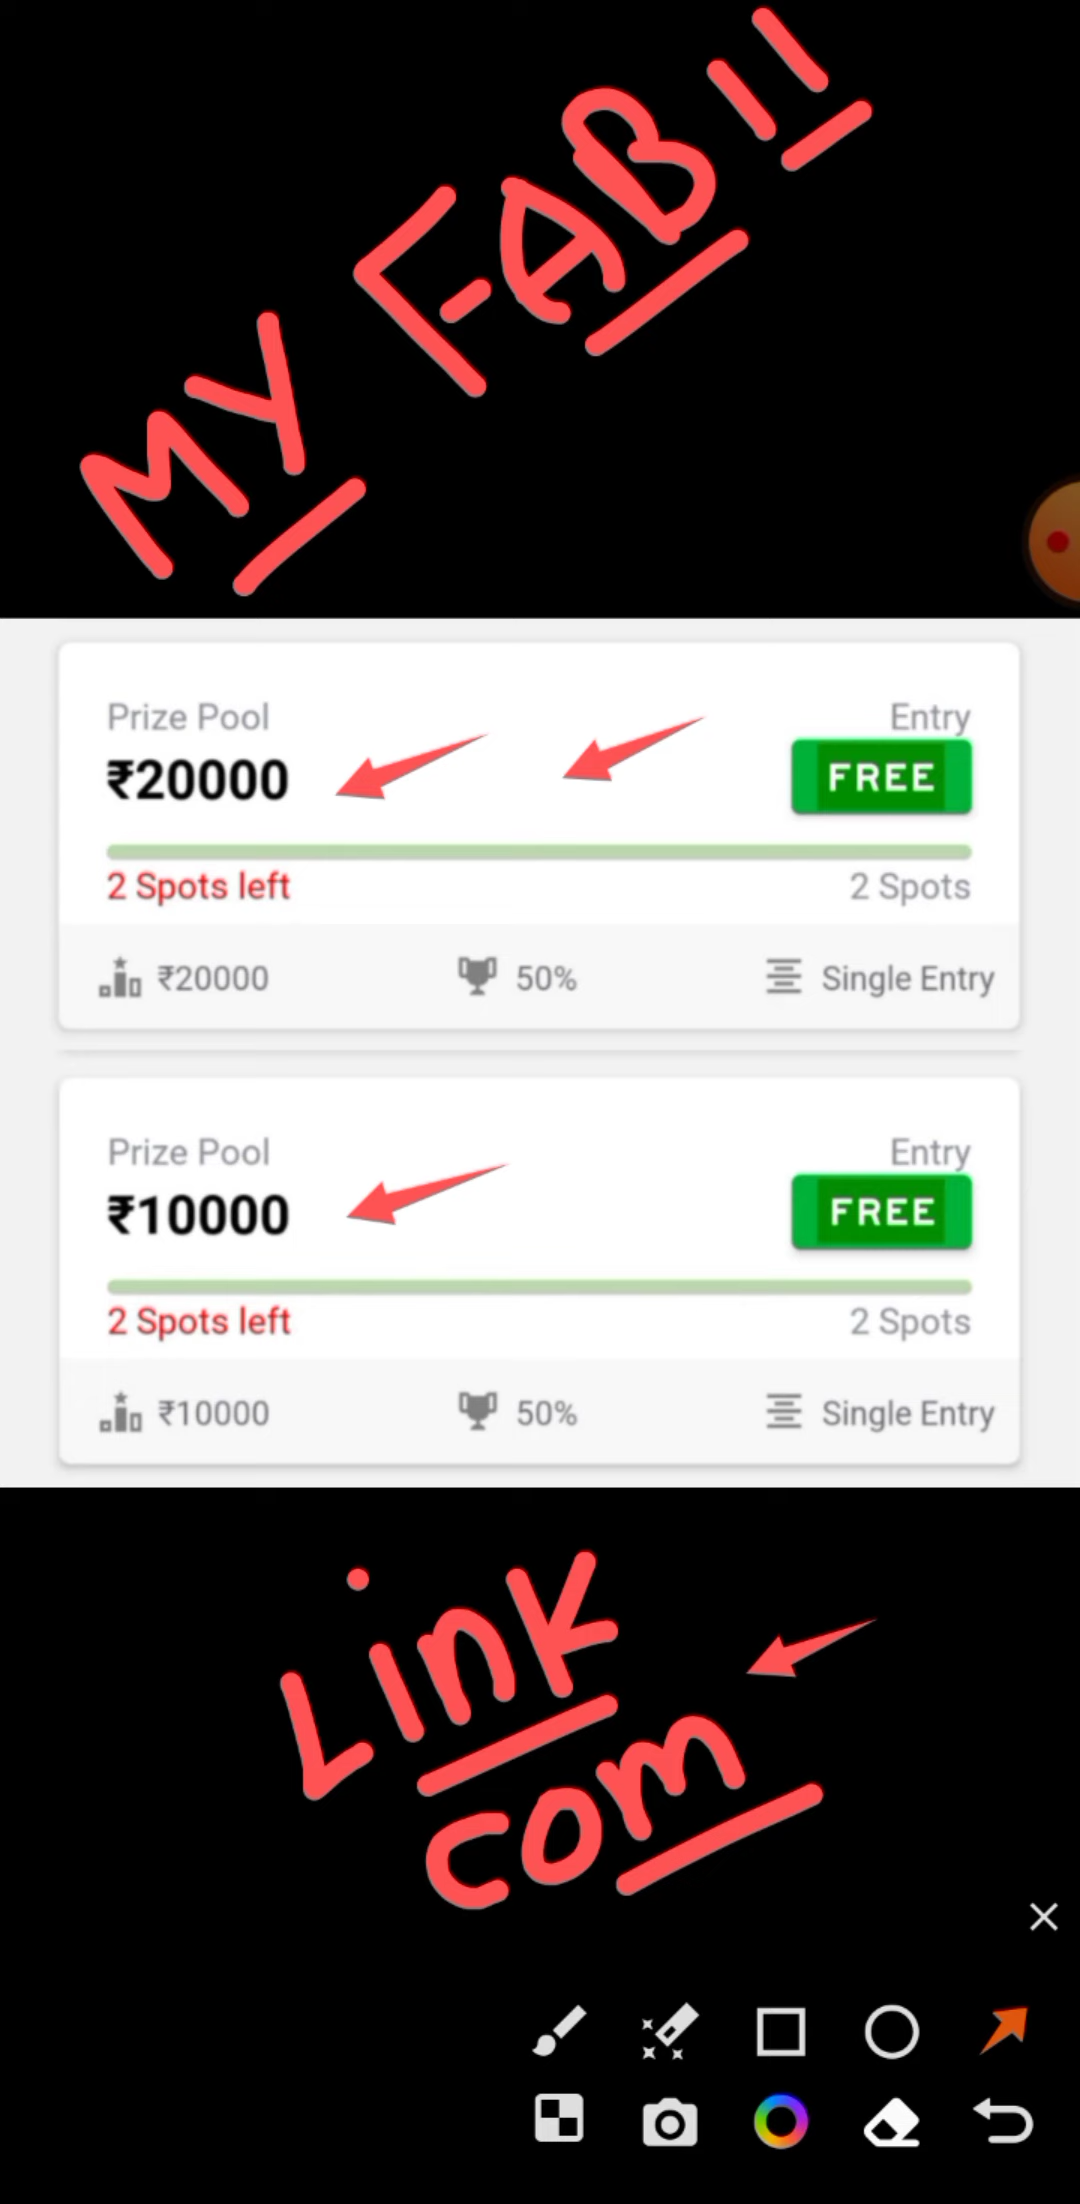 MY FAB !!
Prize Pool Entry
₹20000 FREE
2 Spots left 2 Spots
₹20000 50% Single Entry
Prize Pool Entry
₹10000 FREE
2 Spots left 2 Spots
₹10000 50% Single Entry
Link
com